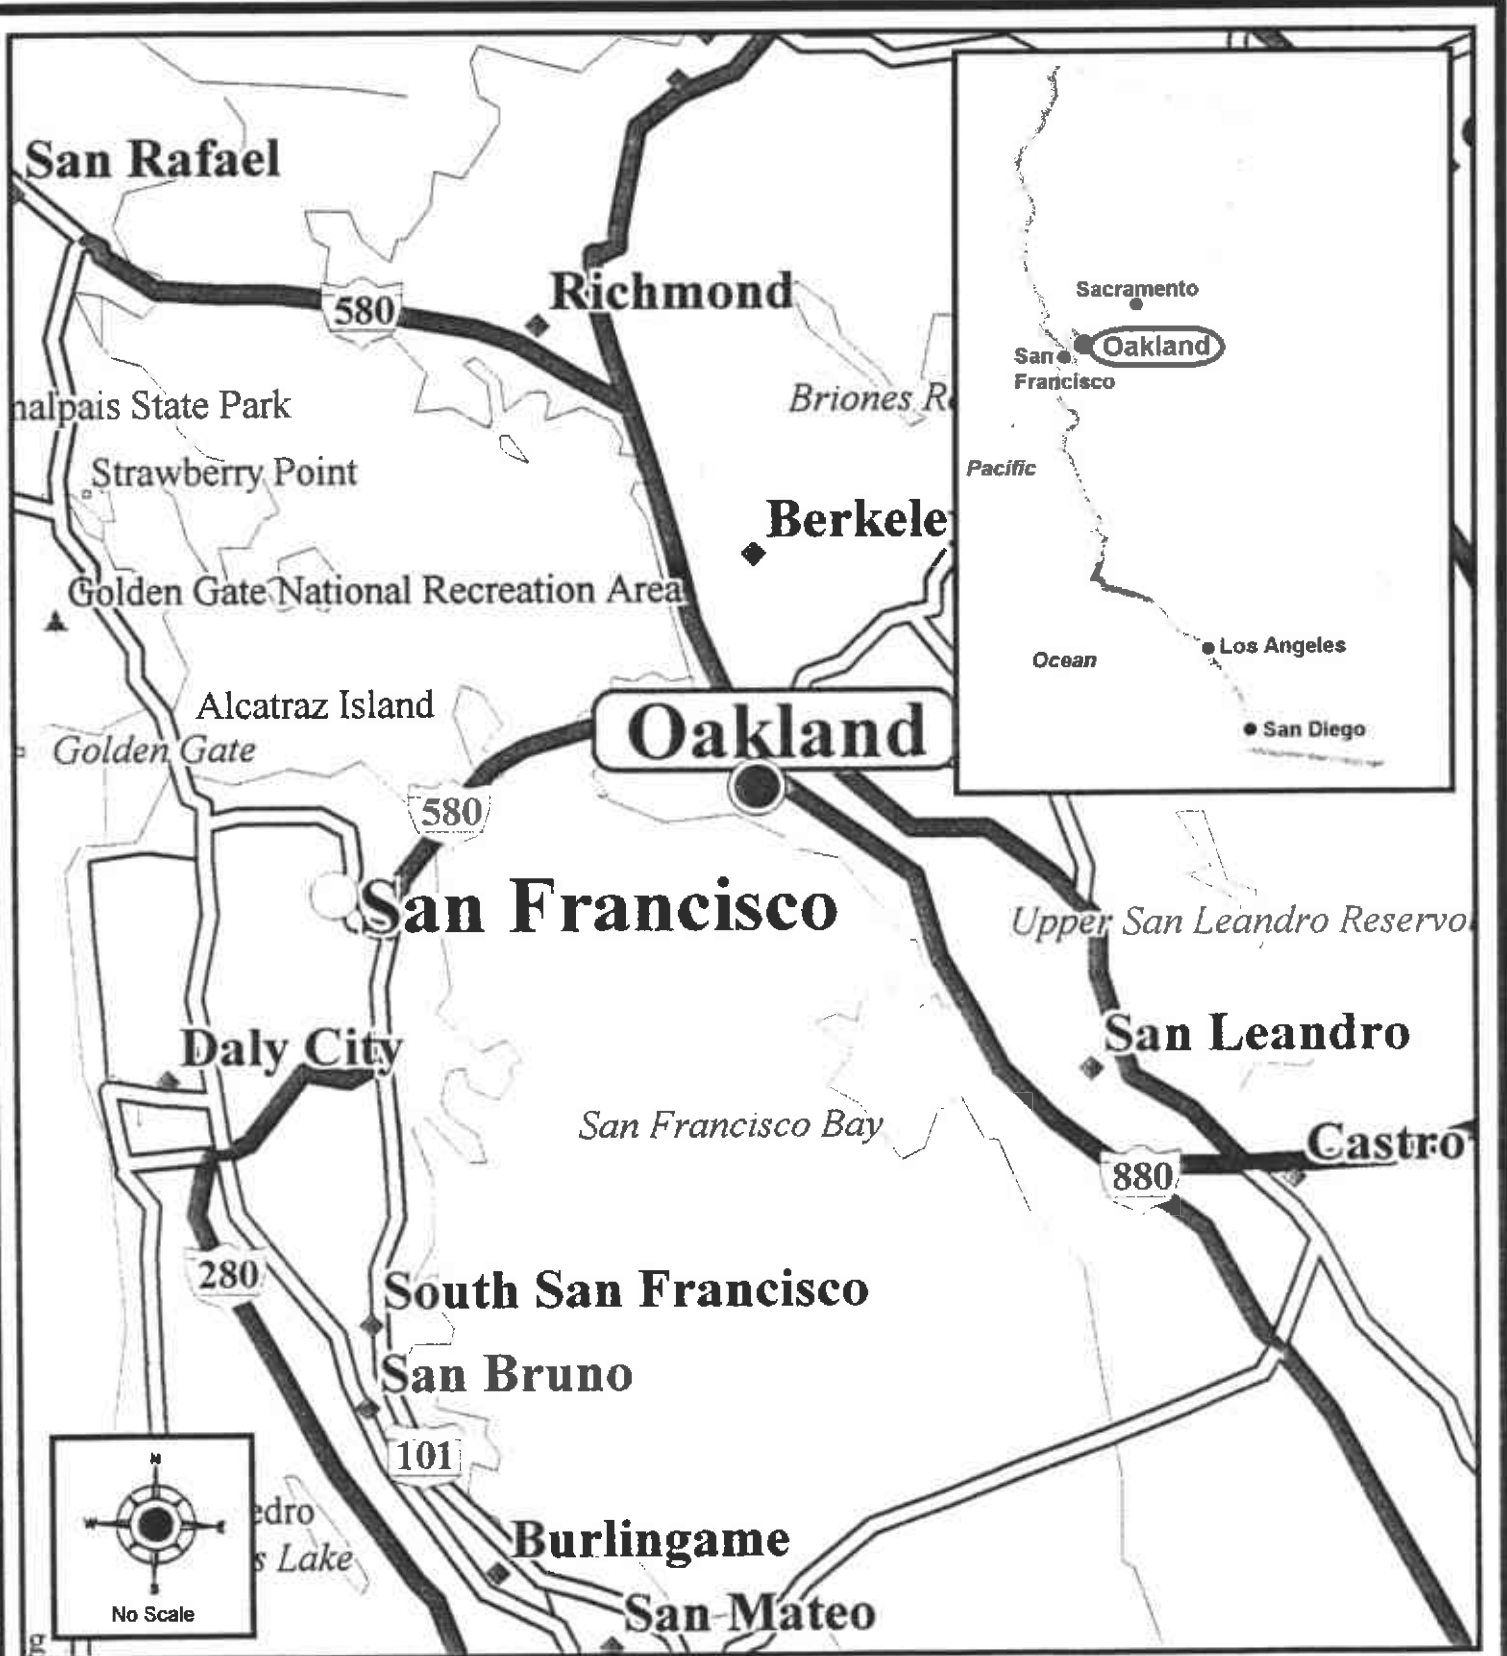 San Rafael
580
Richmond
Sacramento
Oakland
San
Francisco
nalpais State Park
Briones R
Strawberry Point
Pacific
Berkele
Golden Gate National Recreation Area
Ocean
Los Angeles
Alcatraz Island
San Diego
Golden Gate
Oakland
580
San Francisco
Upper San Leandro Reservo
Daly City
San Leandro
San Francisco Bay
Castro
880
280
South San Francisco
San Bruno
101
N
W
E
S
No Scale
edro
s Lake
Burlingame
San Mateo
g